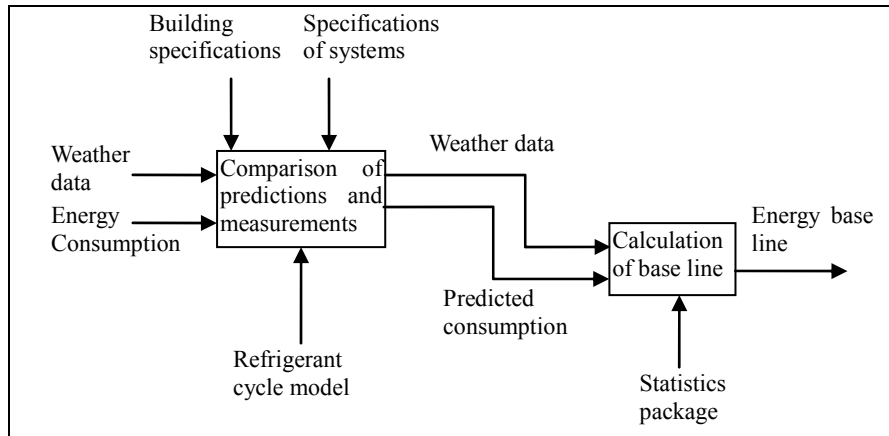 Building
specifications
Specifications
of systems
Weather
data
Energy
Consumption
Comparison of
predictions and
measurements
Weather data
Predicted
consumption
Refrigerant
cycle model
Calculation
of base line
Energy base
line
Statistics
package